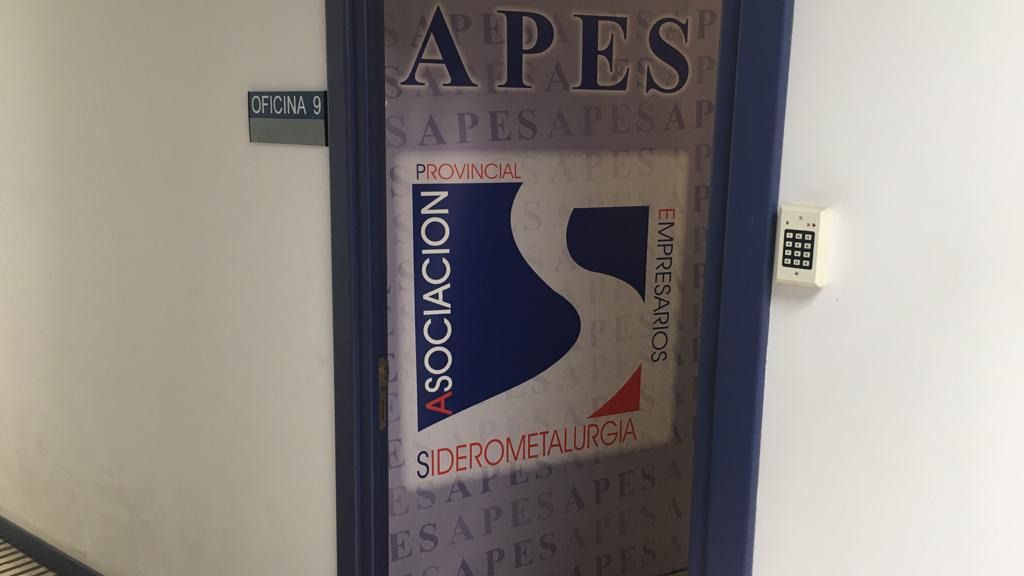 APES
OFICINA 9
PROVINCIAL
ASOCIACION
EMPRESARIOS
SIDEROMETALURGIA